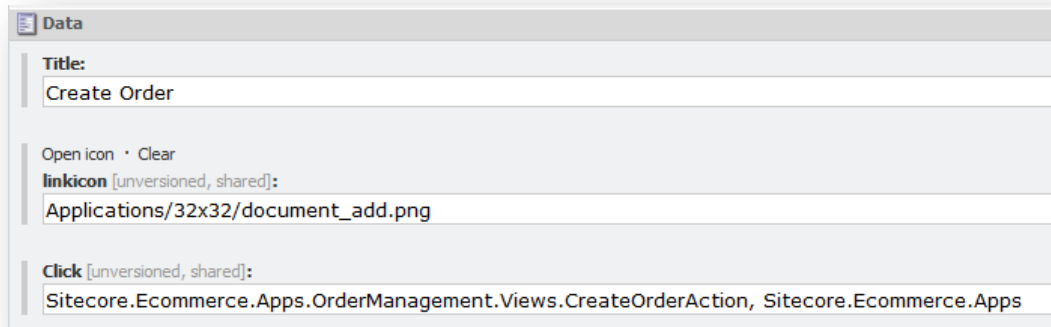 Data
Title:
Create Order
Open icon · Clear
linkicon [unversioned, shared]:
Applications/32x32/document_add.png
Click [unversioned, shared]:
Sitecore.Ecommerce.Apps.OrderManagement.Views.CreateOrderAction, Sitecore.Ecommerce.Apps